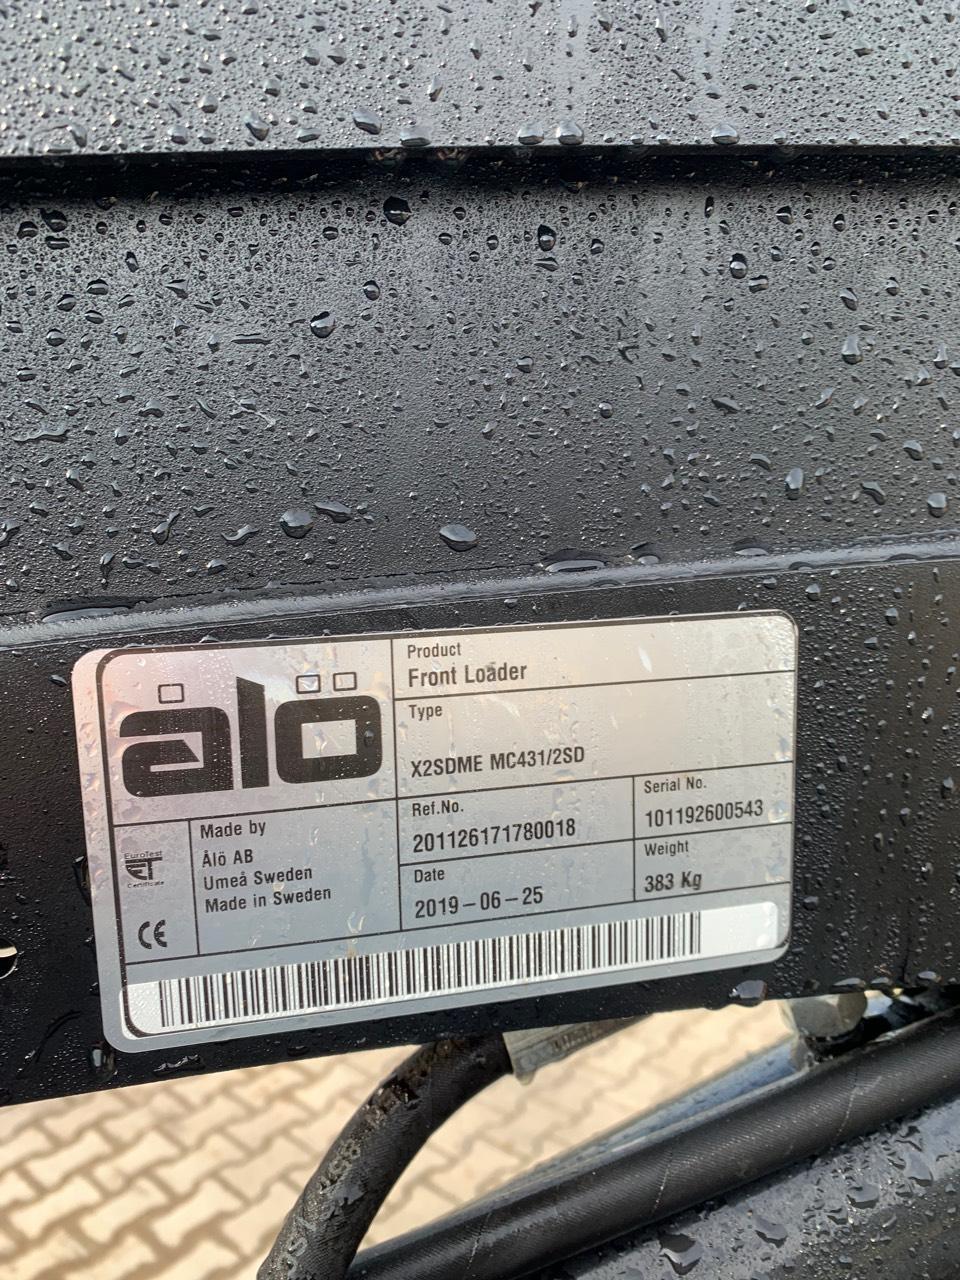 ålö
Product
Front Loader
Type
X2SDME MC431/2SD
Ref.No.
201126171780018
Serial No.
101192600543
Date
2019-06-25
Weight
383 Kg
EuroTest
ET
Certificate
CE
Made by
Ålö AB
Umeå Sweden
Made in Sweden